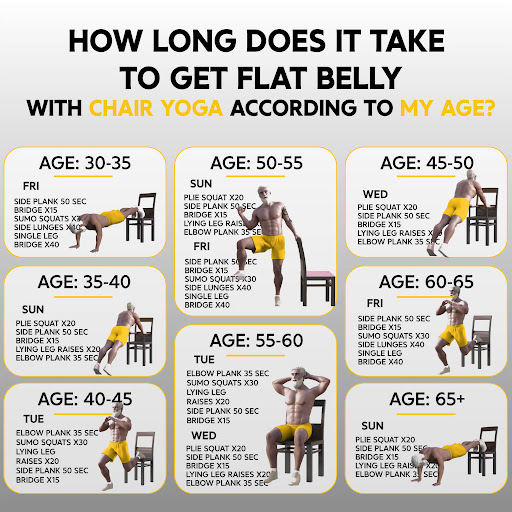 HOW LONG DOES IT TAKE
TO GET FLAT BELLY
WITH CHAIR YOGA ACCORDING TO MY AGE?
AGE: 30-35
FRI
SIDE PLANK 50 SEC
BRIDGE X15
SUMO SQUATS
SIDE LUNGES X40
SINGLE LEG
BRIDGE X40
AGE: 35-40
SUN
PLIE SQUAT X20
SIDE PLANK 50 SEC
BRIDGE X15
LYING LEG RAISES X20
ELBOW PLANK 35 SEC
AGE: 40-45
TUE
ELBOW PLANK 35 SEC
SUMO SQUATS X30
LYING LEG
RAISES X20
SIDE PLANK 50 SEC
BRIDGE X15
AGE: 50-55
SUN
PLIE SQUAT X20
SIDE PLANK 50 SEC
BRIDGE X15
LYING LEG RAISES
ELBOW PLANK 35 SEC
FRI
SIDE PLANK 50 SEC
BRIDGE X15
SUMO SQUATS X30
SIDE LUNGES X40
SINGLE LEG
BRIDGE X40
AGE: 55-60
TUE
ELBOW PLANK 35 SEC
SUMO SQUATS X30
LYING LEG
RAISES X20
SIDE PLANK 50 SEC
BRIDGE X15
WED
PLIE SQUAT X20
SIDE PLANK 50 SEC
BRIDGE X15
LYING LEG RAISES X20
ELBOW PLANK 35 SEC
AGE: 45-50
WED
PLIE SQUAT X20
SIDE PLANK 50 SEC
BRIDGE X15
LYING LEG RAISES
ELBOW PLANK 35 SEC
AGE: 60-65
FRI
SIDE PLANK 50 SEC
BRIDGE X15
SUMO SQUATS X30
SIDE LUNGES X40
SINGLE LEG
BRIDGE X40
AGE: 65+
SUN
PLIE SQUAT X20
SIDE PLANK 50 SEC
BRIDGE X15
LYING LEG RAISES X20
ELBOW PLANK 35 SEC